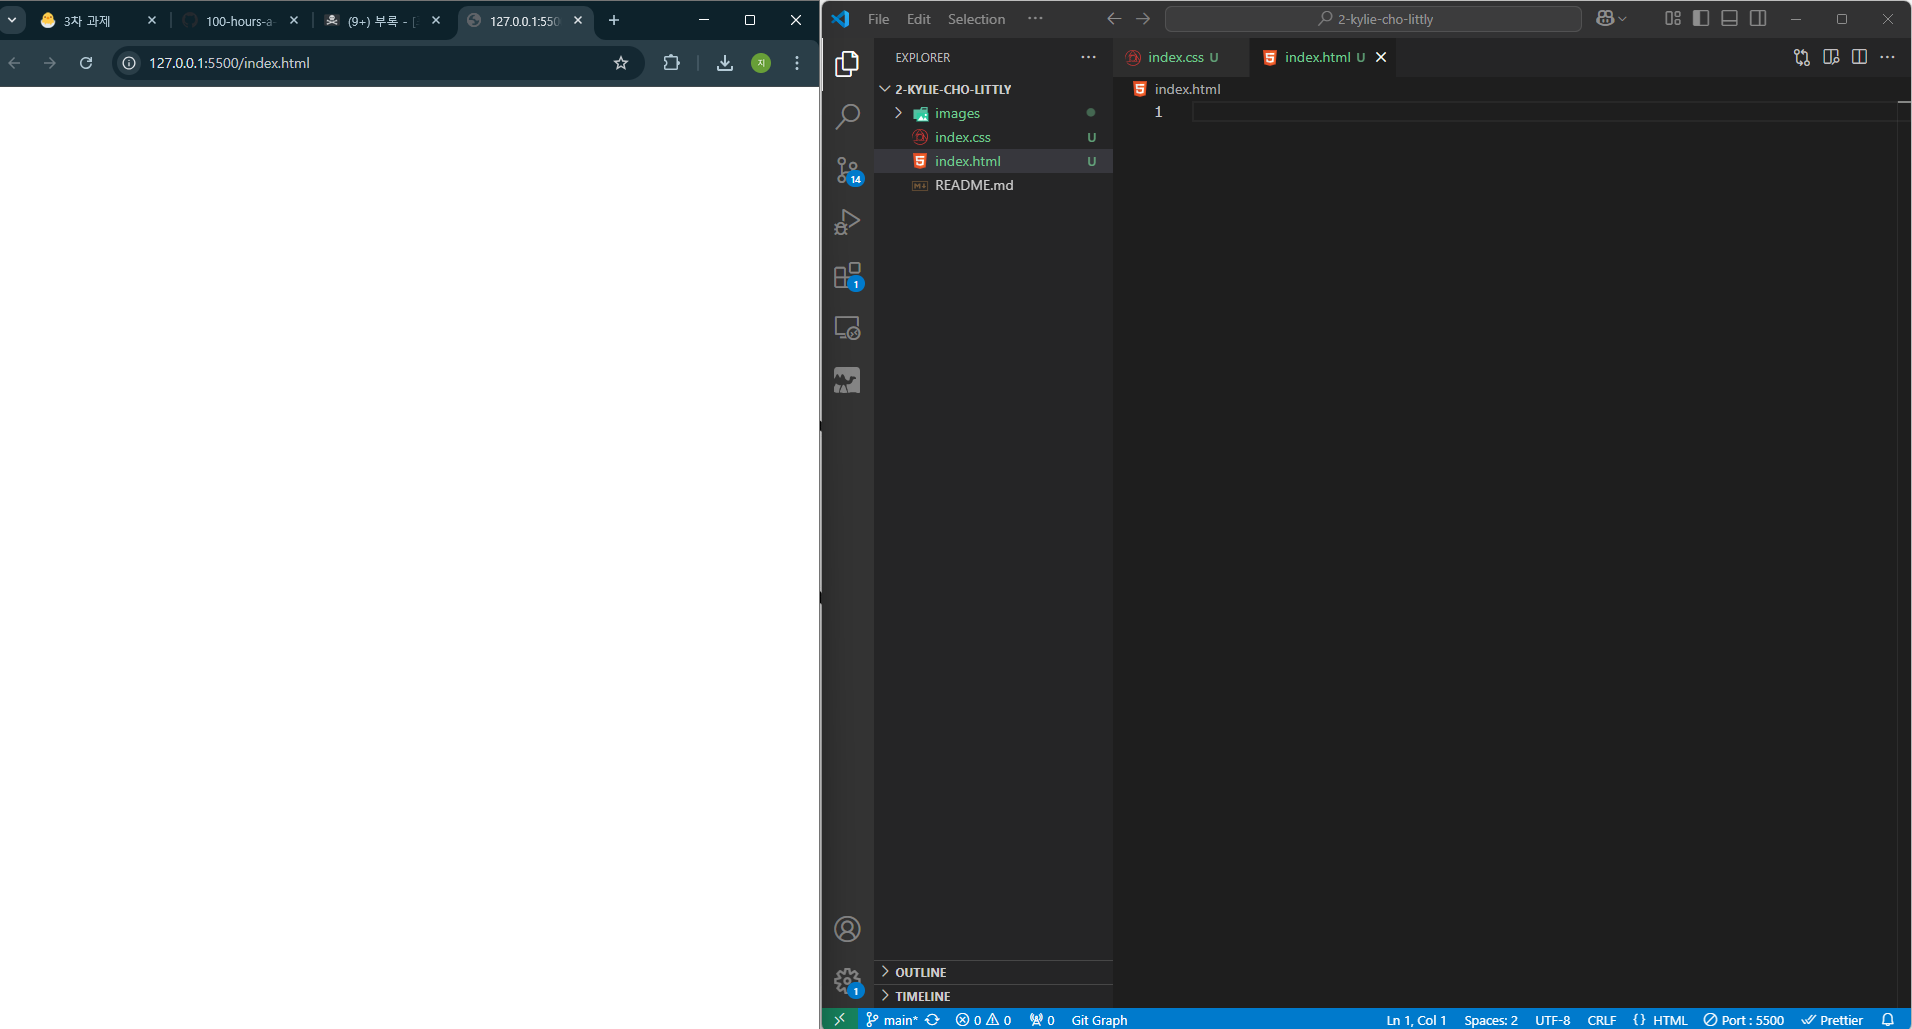 3차 과제
100-hours-a-
(9+) 부록 - [
127.0.0.1:550
127.0.0.1:5500/index.html
지
File Edit Selection
2-kylie-cho-littly
EXPLORER
2-KYLIE-CHO-LITTLY
images
index.css U
index.html U
README.md
14
1
1
OUTLINE
TIMELINE
index.css U
index.html U
index.html
1
main* 0 0 0 Git Graph
Ln 1, Col 1 Spaces: 2 UTF-8 CRLF {} HTML Port : 5500 Prettier